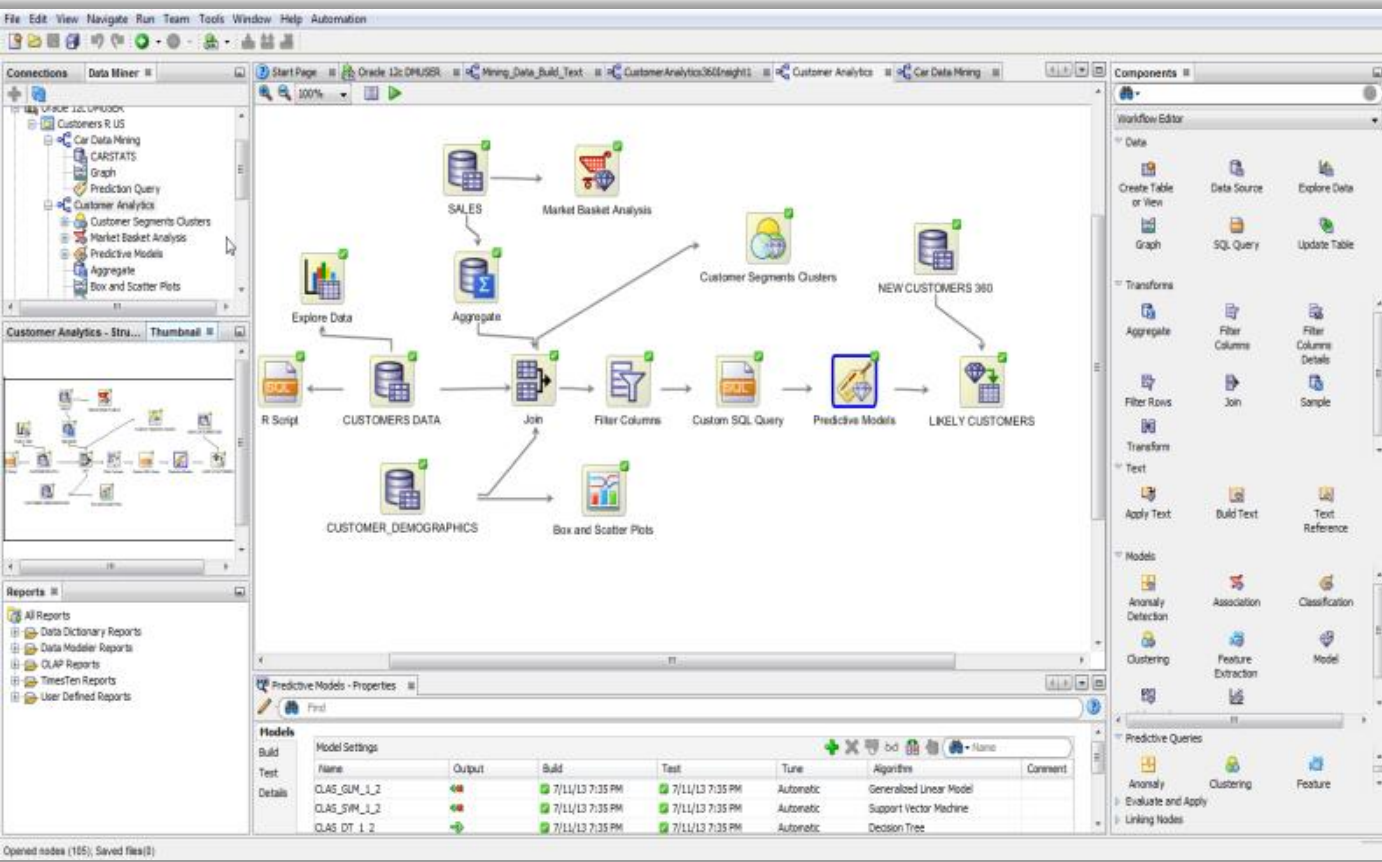 File Edit View Navigate Run Team Tools Window Help Automation
Connections Data Miner
Customers R US
Car Data Mining
CARSTATS
Graph
Prediction Query
Customer Analytics
Customer Segments Clusters
Market Basket Analysis
Predictive Models
Aggregate
Box and Scatter Plots
Customer Analytics - Stru... Thumbnail
Reports
All Reports
Data Dictionary Reports
Data Modeler Reports
OLAP Reports
TimesTen Reports
User Defined Reports
Start Page Oracle 12c DMUSER Mining_Data_Build_Text CustomerAnalytics360Insight1 Customer Analytics Car Data Mining
100%
SALES Market Basket Analysis
Customer Segments Clusters
NEW CUSTOMERS 360
Explore Data Aggregate
SQL SQL
R Script CUSTOMERS DATA Join Filter Columns Custom SQL Query Predictive Models LIKELY CUSTOMERS
CUSTOMER_DEMOGRAPHICS Box and Scatter Plots
Predictive Models - Properties
Find
Models
Build
Test
Details
Model Settings
Name
Name Output Build Test Tune Algorithm Comment
CLAS_GLM_1_2 7/11/13 7:35 PM 7/11/13 7:35 PM Automatic Generalized Linear Model
CLAS_SVM_1_2 7/11/13 7:35 PM 7/11/13 7:35 PM Automatic Support Vector Machine
CLAS_DT_1_2 7/11/13 7:35 PM 7/11/13 7:35 PM Automatic Decision Tree
Components
Workflow Editor
Data
Create Table or View
Data Source
Explore Data
Graph SQL Query Update Table
Transforms
Aggregate
Filter Columns
Filter Columns Details
Filter Rows Join Sample
Transform
Text
Apply Text Build Text
Text Reference
Models
Anomaly Detection
Association Classification
Clustering
Feature Extraction
Model
Predictive Queries
Anomaly Clustering Feature
Evaluate and Apply
Linking Nodes
Opened nodes (105); Saved files(0)